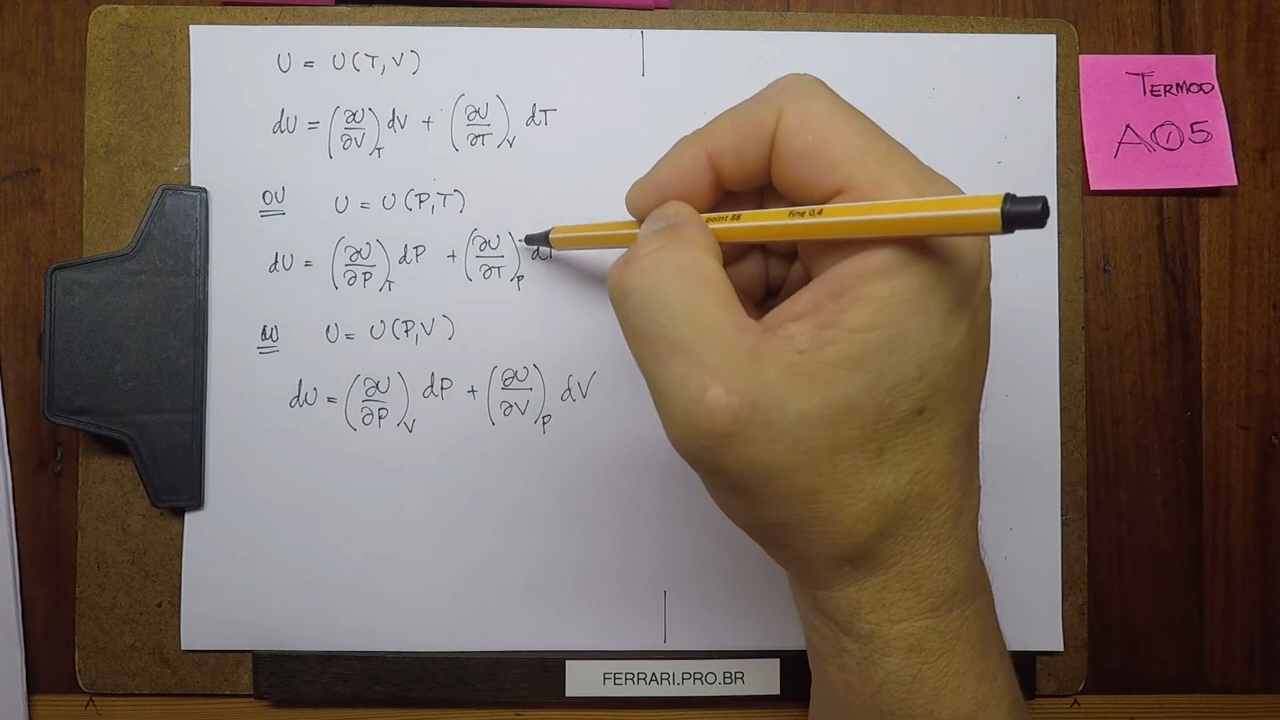 U = U(T,V)
dU = (∂U/∂V)_T dV + (∂U/∂T)_V dT
OU U = U(P,T)
dU = (∂U/∂P)_T dP + (∂U/∂T)_P dT
OU U = U(P,V)
dU = (∂U/∂P)_V dP + (∂U/∂V)_P dV
TERMOD
A05
point 88 fine 0,4
FERRARI.PRO.BR